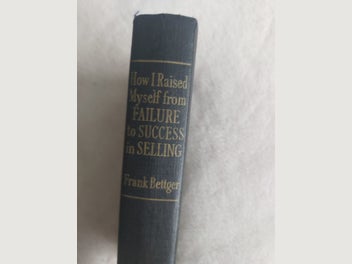 How I Raised
Myself from
FAILURE
to SUCCESS
in SELLING
Frank Bettger